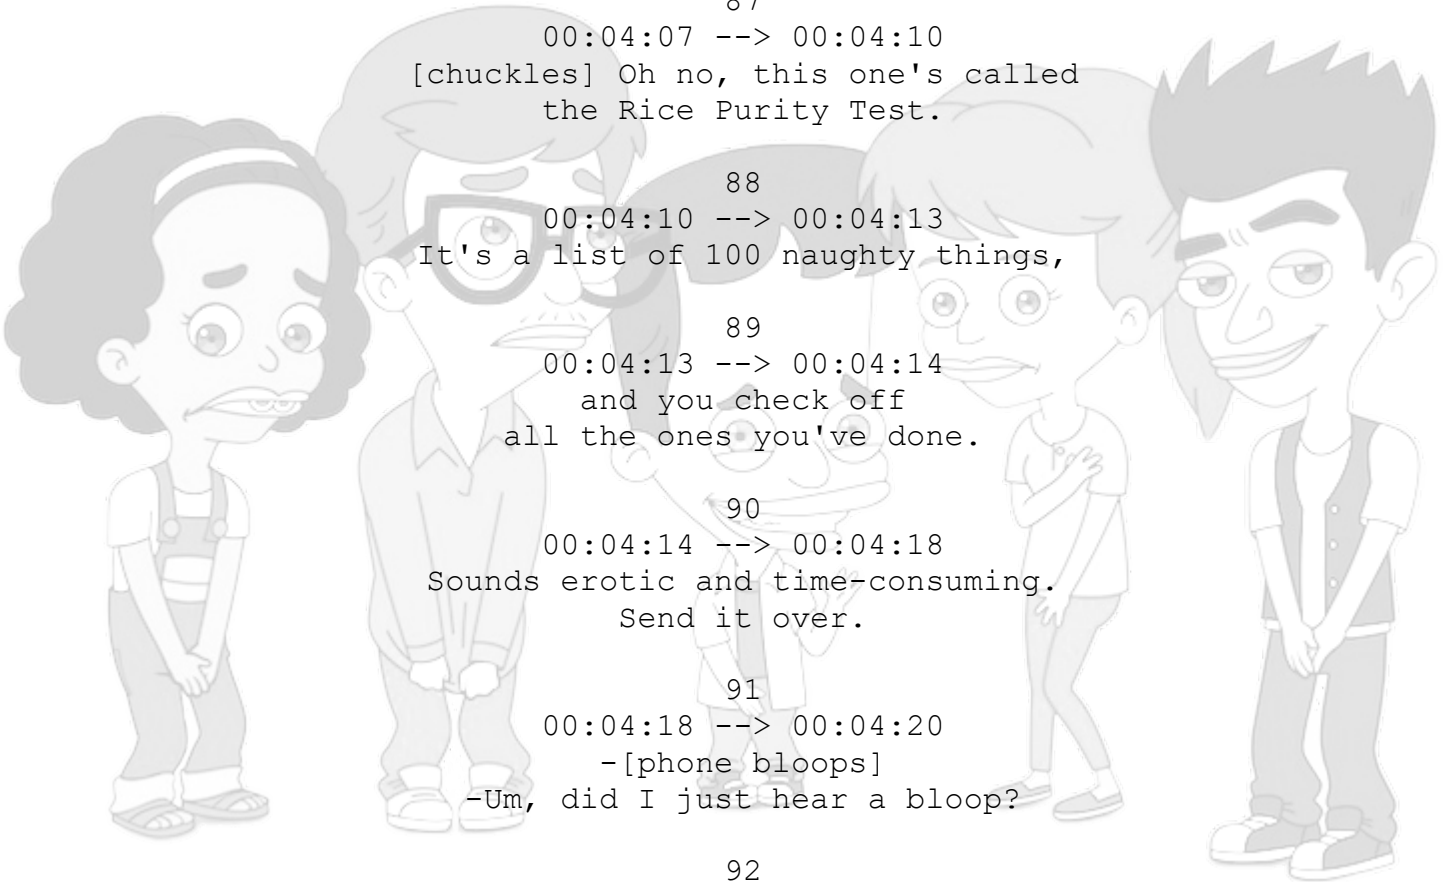 87
00:04:07 --> 00:04:10
[chuckles] Oh no, this one's called
the Rice Purity Test.
88
00:04:10 --> 00:04:13
It's a list of 100 naughty things,
89
00:04:13 --> 00:04:14
and you check off
all the ones you've done.
90
00:04:14 --> 00:04:18
Sounds erotic and time-consuming.
Send it over.
91
00:04:18 --> 00:04:20
-[phone bloops]
-Um, did I just hear a bloop?
92